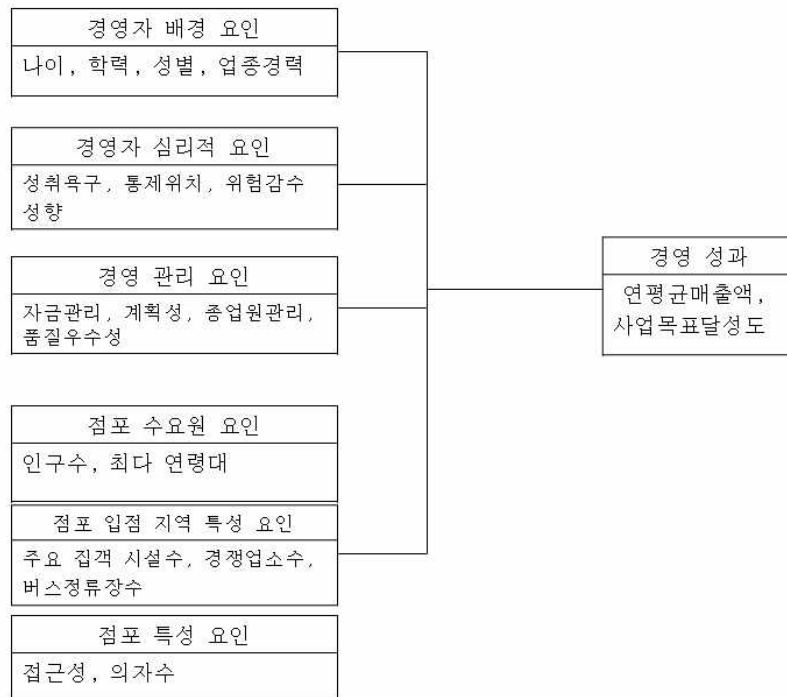 경영자 배경 요인
나이, 학력, 성별, 업종경력
경영자 심리적 요인
성취욕구, 통제위치, 위험감수
성향
경영 관리 요인
자금관리, 계획성, 종업원관리,
품질우수성
점포 수요원 요인
인구수, 최다 연령대
점포 입점 지역 특성 요인
주요 집객 시설수, 경쟁업소수,
버스정류장수
점포 특성 요인
접근성, 의자수
경영 성과
연평균매출액,
사업목표달성도